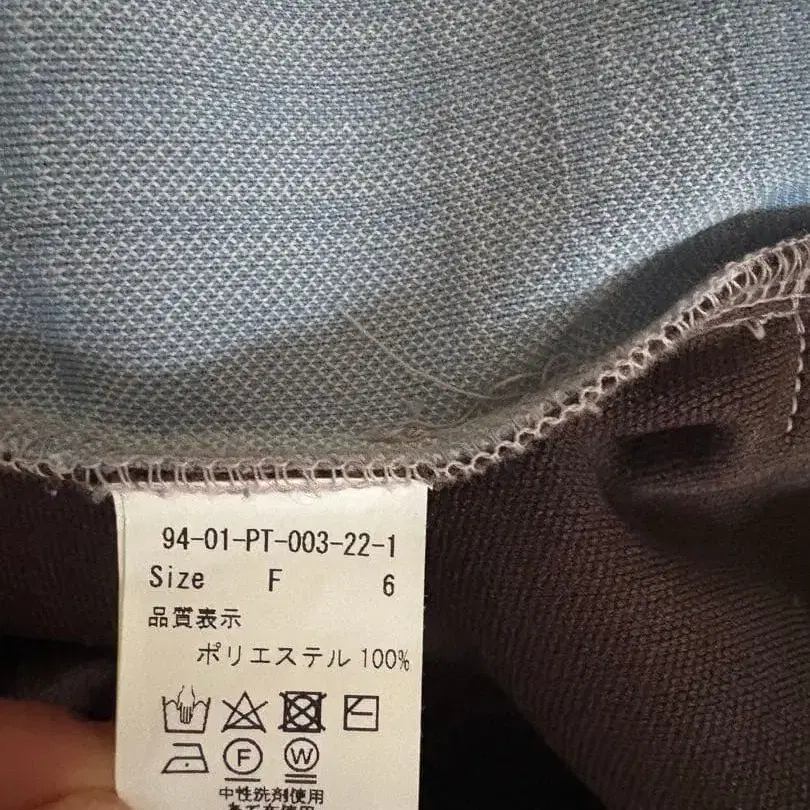 94-01-PT-003-22-1
Size F 6
品質表示
ポリエステル 100%
F W
中性洗剤使用